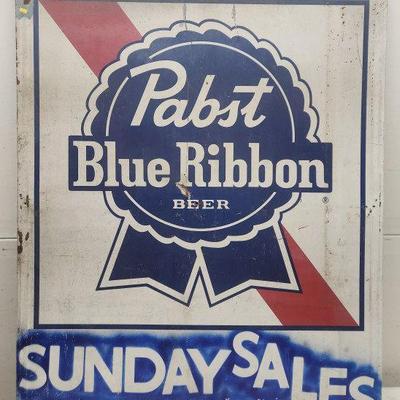 Pabst
Blue Ribbon
BEER
®
SUNDAY SALES